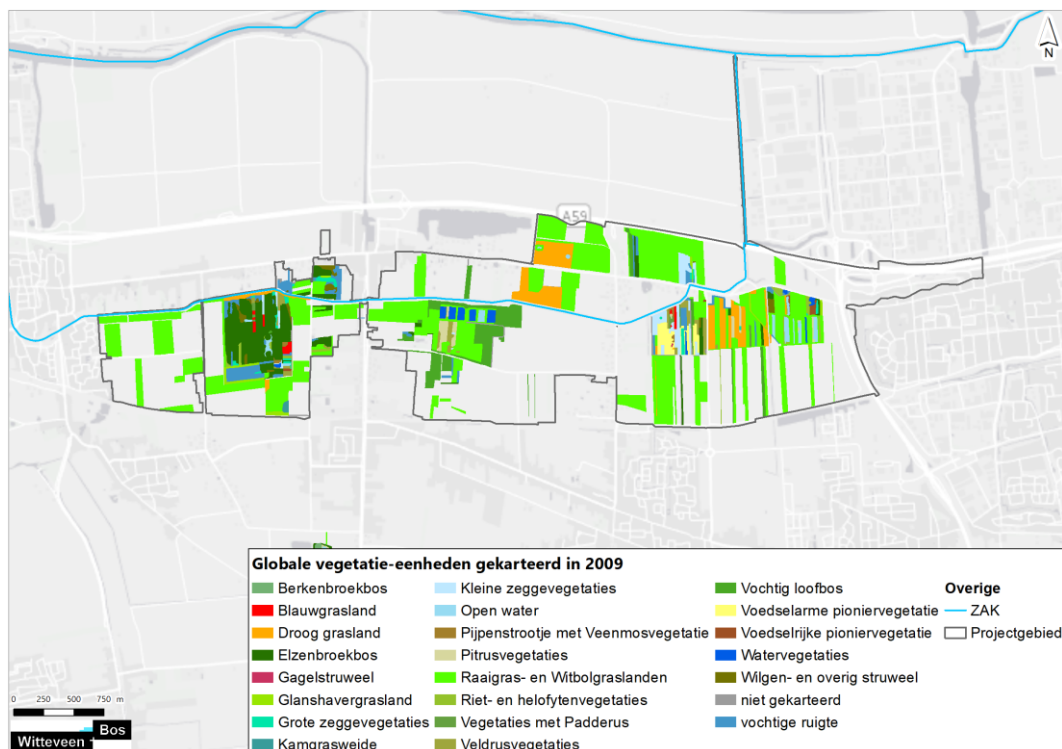 N
A59
Globale vegetatie-eenheden gekarteerd in 2009
Berkenbroekbos
Blauwgrasland
Droog grasland
Elzenbroekbos
Gagelstruweel
Glanshavergrasland
Grote zeggevegetaties
Kamgrasweide
Kleine zeggevegetaties
Open water
Pijpenstrootje met Veenmosvegetatie
Pitrusvegetaties
Raaigras- en Witbolgraslanden
Riet- en helofytenvegetaties
Vegetaties met Padderus
Veldrusvegetaties
Vochtig loofbos
Voedselarme pioniervegetatie
Voedselrijke pioniervegetatie
Watervegetaties
Wilgen- en overig struweel
niet gekarteerd
vochtige ruigte
Overige
ZAK
Projectgebied
0 250 500 750 m
Bos
Witteveen +